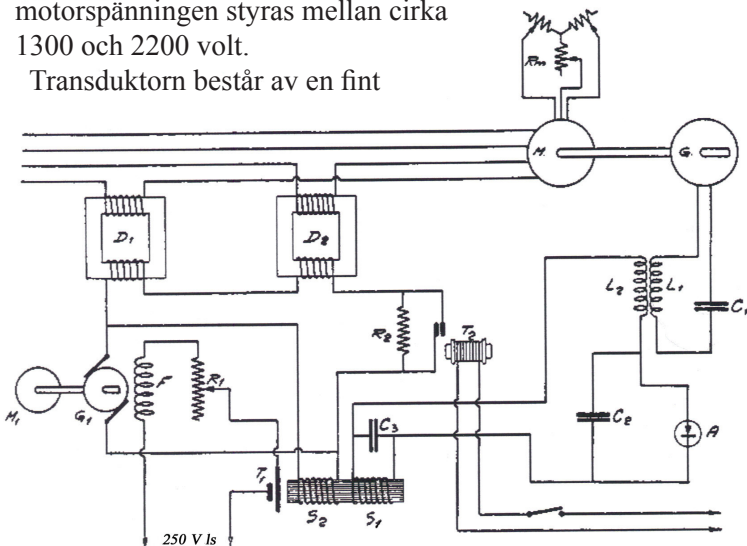 motorspänningen styras mellan cirka
1300 och 2200 volt.
Transduktorn består av en fint
Rm
M.
G.
D1
D2
L2
L1
C1
R2
T2
M1
G1
F
R1
C3
C2
A
T1
S2
S1
250 V ls